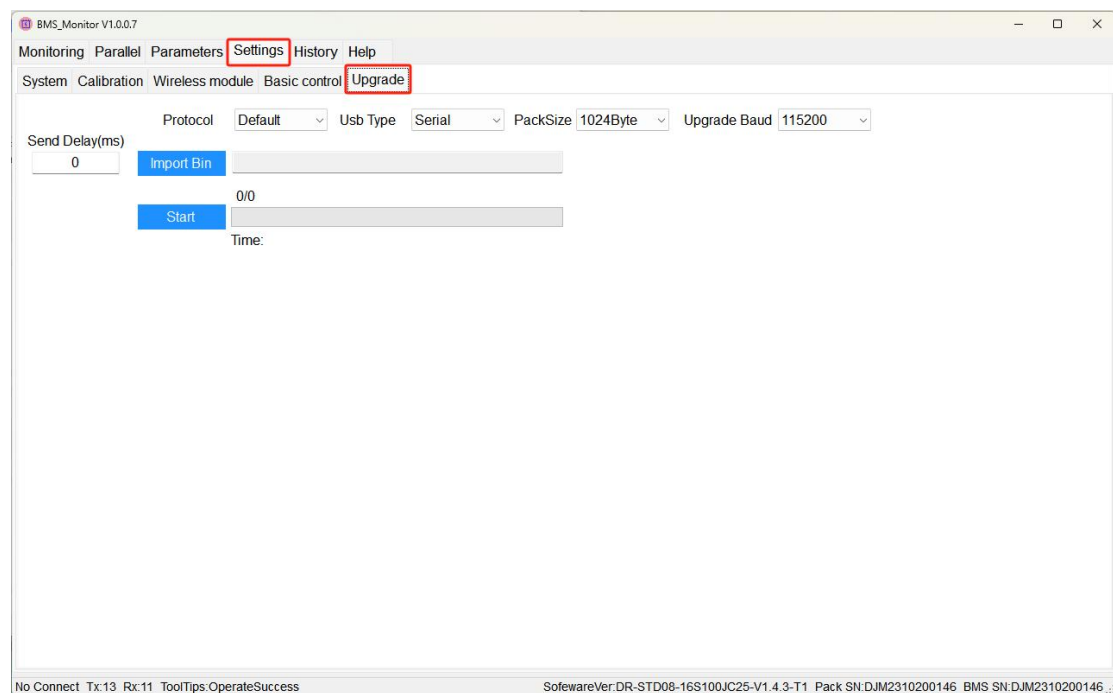 BMS_Monitor V1.0.0.7
Monitoring Parallel Parameters Settings History Help
System Calibration Wireless module Basic control Upgrade
Protocol Default Usb Type Serial PackSize 1024Byte Upgrade Baud 115200
Send Delay(ms)
0 Import Bin
0/0
Start
Time:
No Connect Tx:13 Rx:11 ToolTips:OperateSuccess SofewareVer:DR-STD08-16S100JC25-V1.4.3-T1 Pack SN:DJM2310200146 BMS SN:DJM2310200146